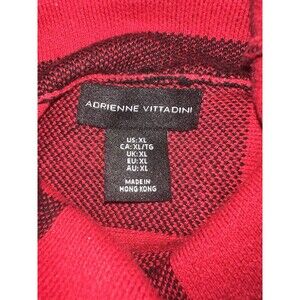 ADRIENNE VITTADINI
US: XL
CA: XL/TG
UK: XL
EU: XL
AU: XL
MADE IN
HONG KONG